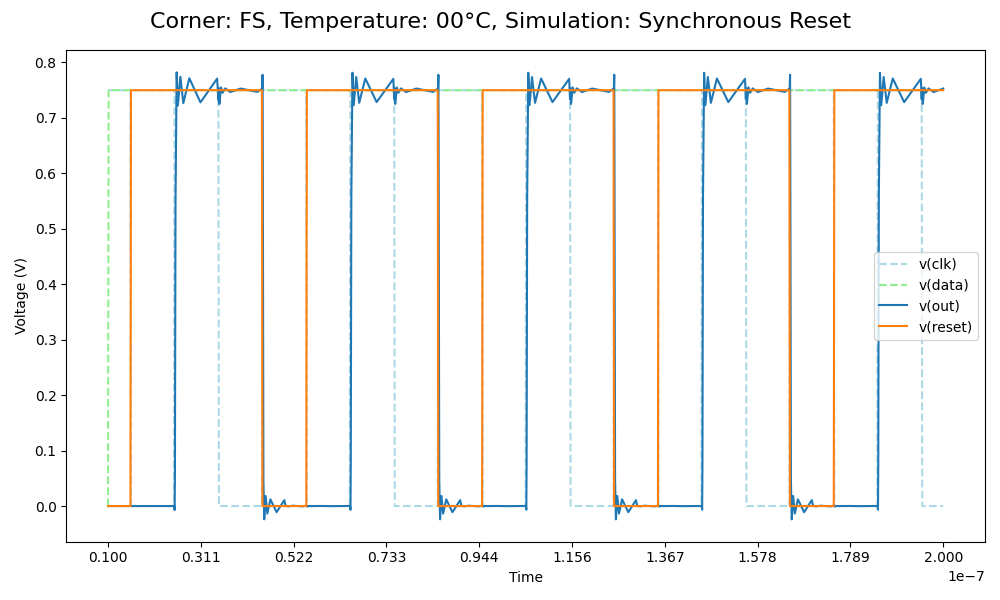 Corner: FS, Temperature: 00°C, Simulation: Synchronous Reset
Voltage (V)
0.8
0.7
0.6
0.5
0.4
0.3
0.2
0.1
0.0
v(clk)
v(data)
v(out)
v(reset)
0.100 0.311 0.522 0.733 0.944 1.156 1.367 1.578 1.789 2.000
Time
1e−7